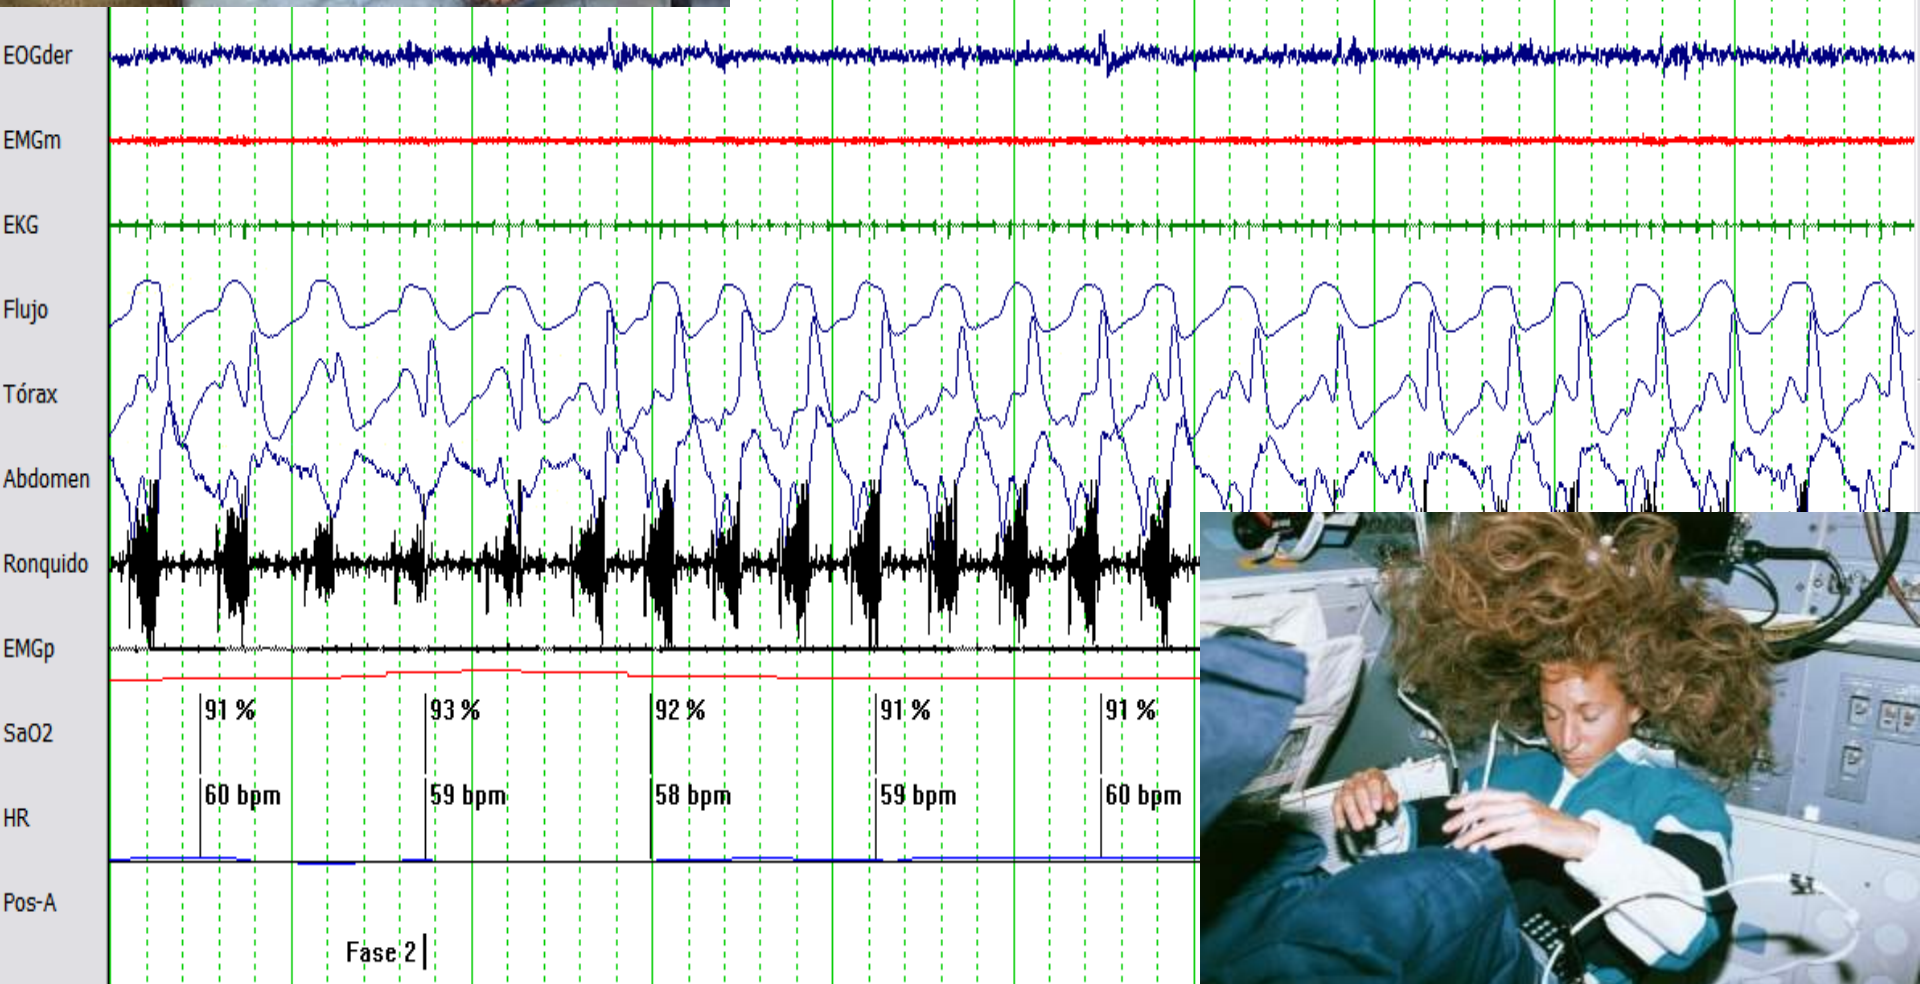 EOGder
EMGm
EKG
Flujo
Tórax
Abdomen
Ronquido
EMGp
91 % 93 % 92 % 91 % 91 %
SaO2
60 bpm 59 bpm 58 bpm 59 bpm 60 bpm
HR
Pos-A
Fase 2